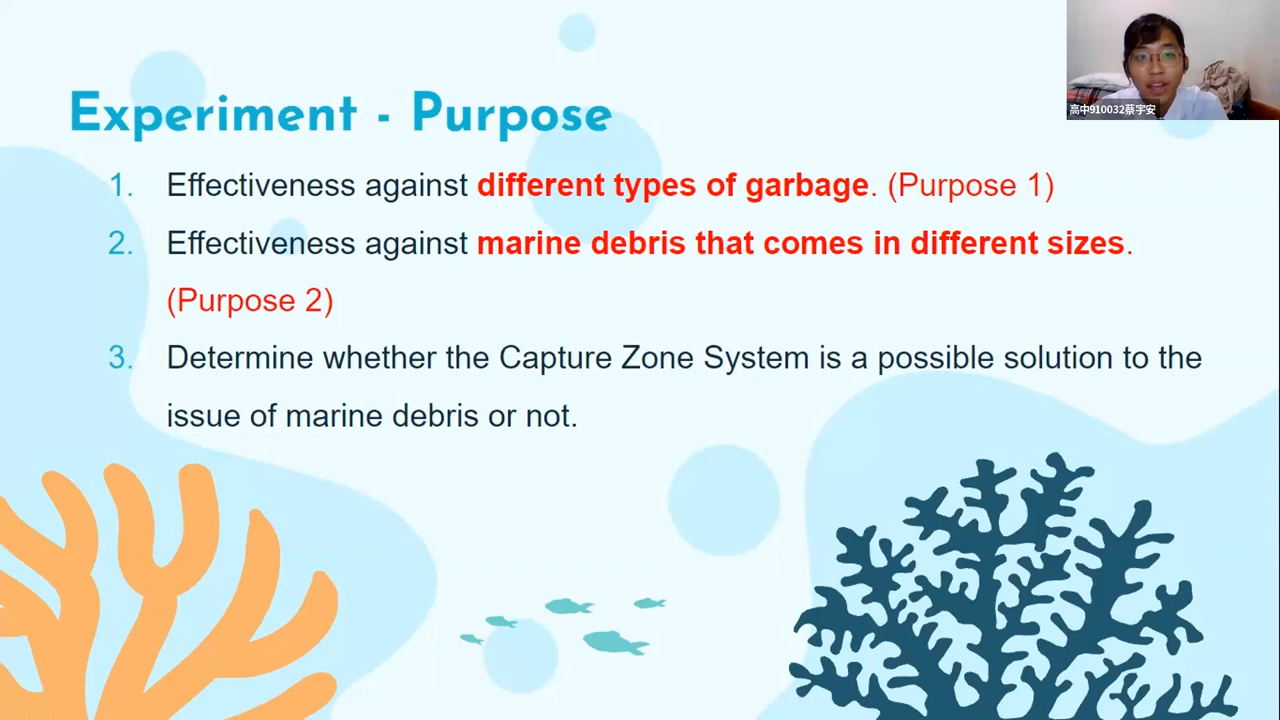 Experiment - Purpose
1. Effectiveness against different types of garbage. (Purpose 1)
2. Effectiveness against marine debris that comes in different sizes.
(Purpose 2)
3. Determine whether the Capture Zone System is a possible solution to the
issue of marine debris or not.
高中910032蔡宇安